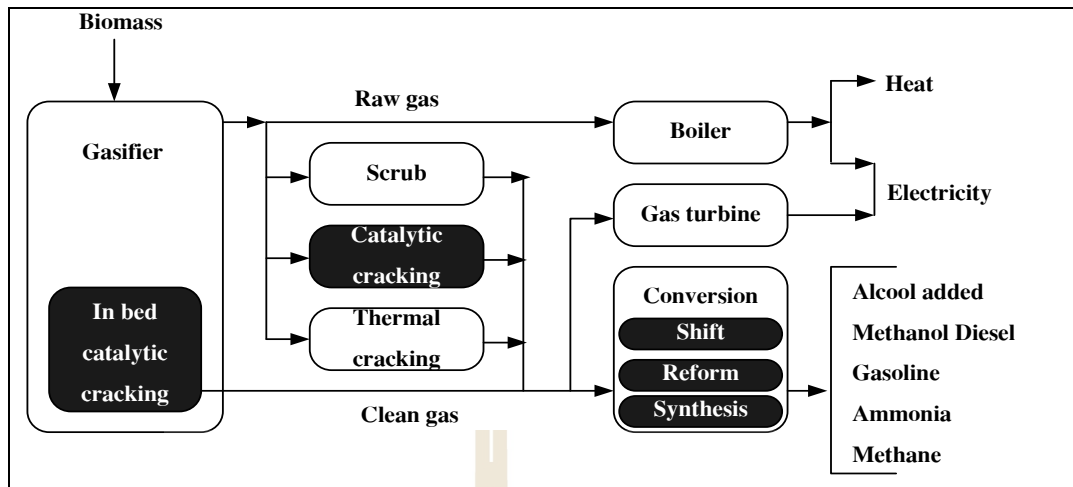 Biomass
Gasifier
In bed
catalytic
cracking
Raw gas
Scrub
Catalytic
cracking
Thermal
cracking
Clean gas
Boiler
Gas turbine
Conversion
Shift
Reform
Synthesis
Heat
Electricity
Alcool added
Methanol Diesel
Gasoline
Ammonia
Methane